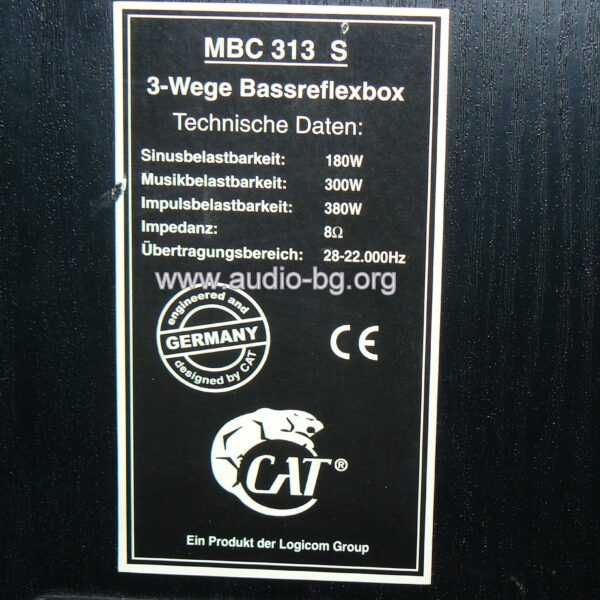 MBC 313 S
3-Wege Bassreflexbox
Technische Daten:
Sinusbelastbarkeit: 180W
Musikbelastbarkeit: 300W
Impulsbelastbarkeit: 380W
Impedanz: 8Ω
Übertragungsbereich: 28-22.000Hz
www.audio-bg.org
engineered and
GERMANY
designed by CAT
CE
CAT®
Ein Produkt der Logicom Group